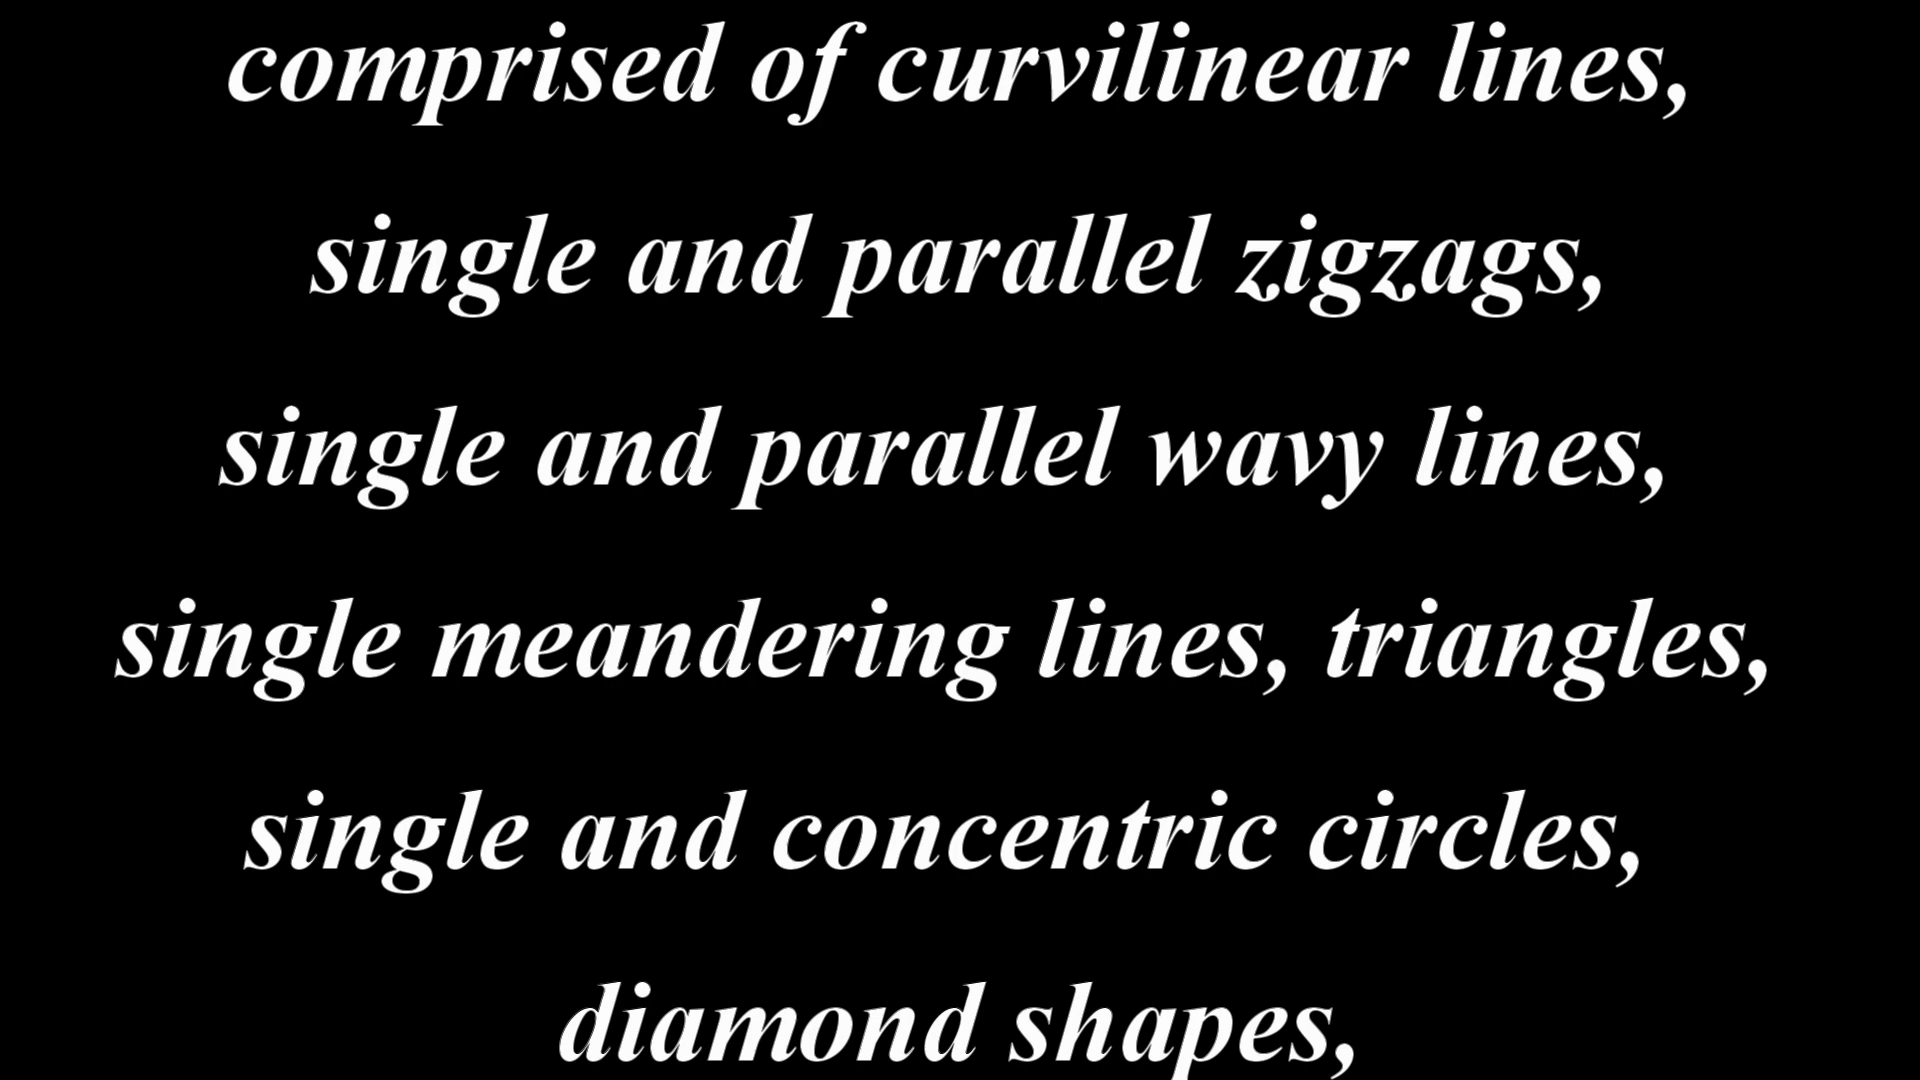 comprised of curvilinear lines,
single and parallel zigzags,
single and parallel wavy lines,
single meandering lines, triangles,
single and concentric circles,
diamond shapes,